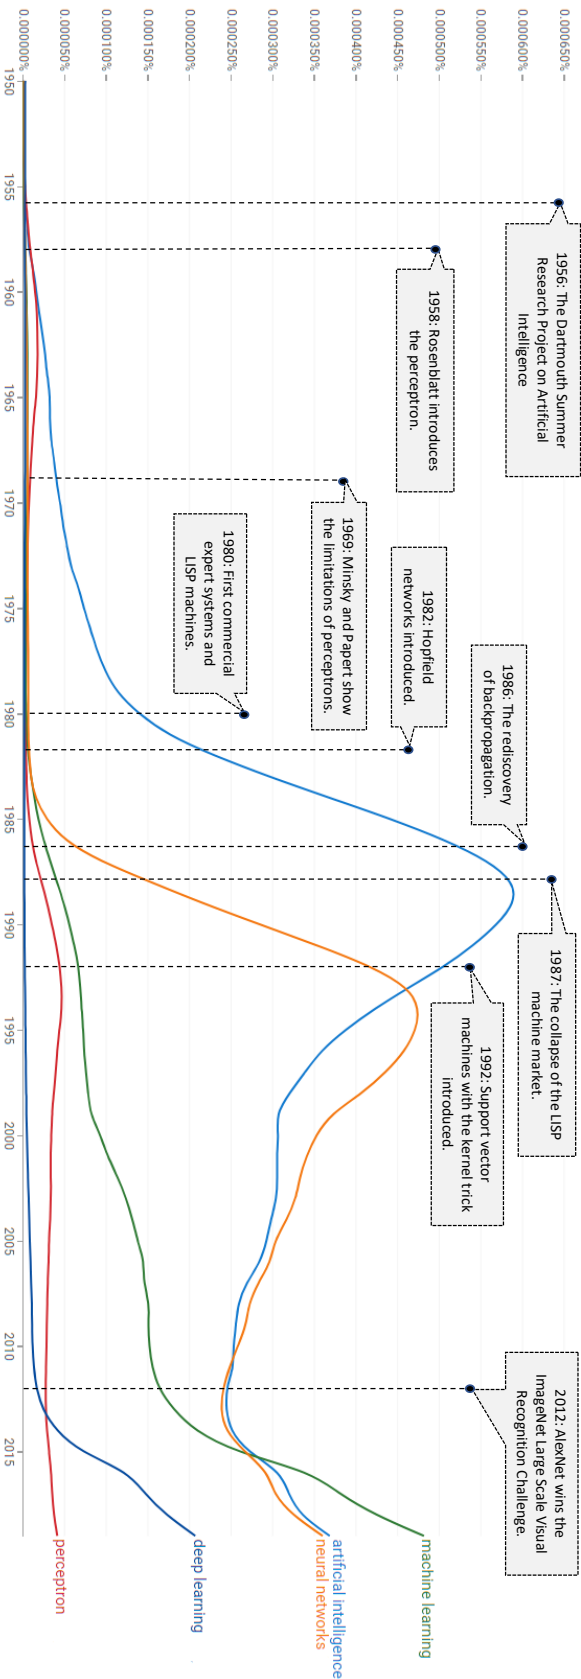 0.000650%
0.000600%
0.000550%
0.000500%
0.000450%
0.000400%
0.000350%
0.000300%
0.000250%
0.000200%
0.000150%
0.000100%
0.000050%
0.000000%
1950
1955
1960
1965
1970
1975
1980
1985
1990
1995
2000
2005
2010
2015
1956: The Dartmouth Summer
Research Project on Artificial
Intelligence
1958: Rosenblatt introduces
the perceptron.
1969: Minsky and Papert show
the limitations of perceptrons.
1980: First commercial
expert systems and
LISP machines.
1982: Hopfield
networks introduced.
1986: The rediscovery
of backpropagation.
1987: The collapse of the LISP
machine market.
1992: Support vector
machines with the kernel trick
introduced.
2012: AlexNet wins the
ImageNet Large Scale Visual
Recognition Challenge.
machine learning
artificial intelligence
neural networks
deep learning
perceptron